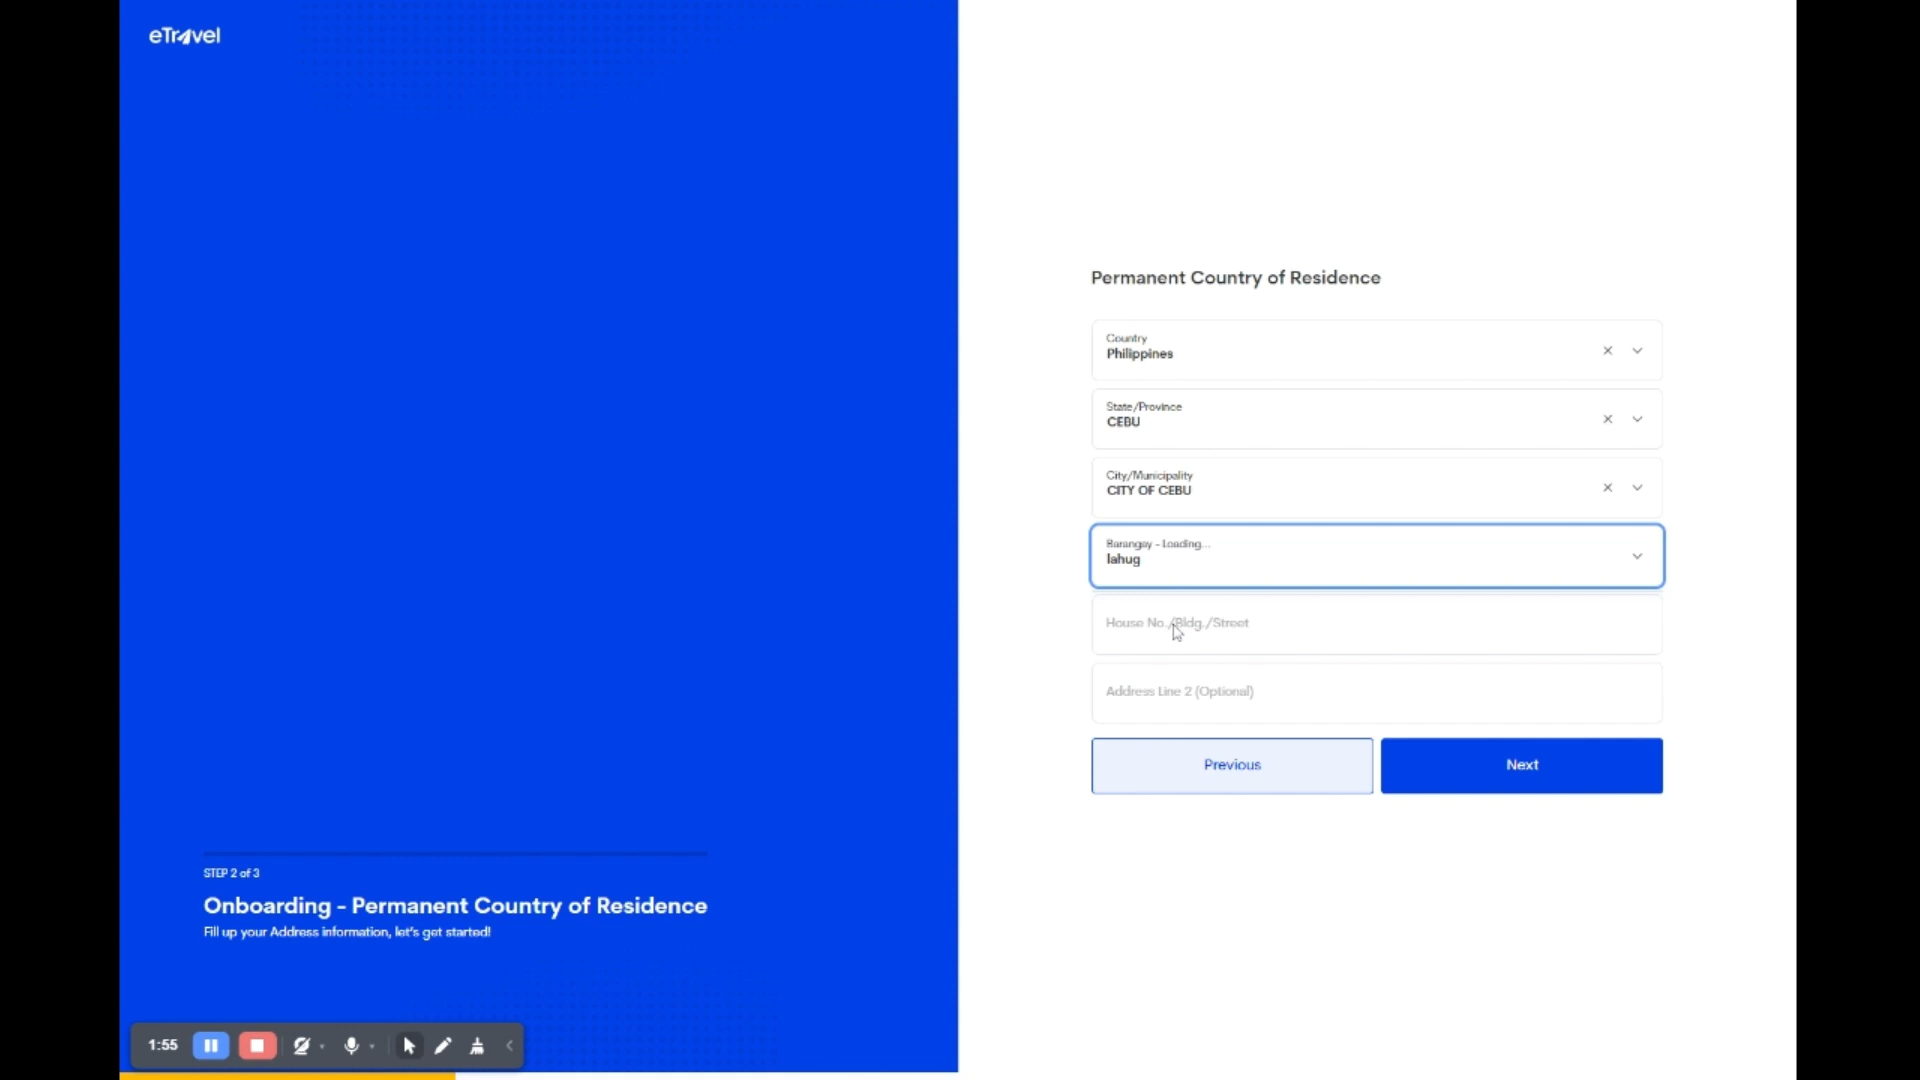 eTravel
Permanent Country of Residence
Country
Philippines
State/Province
CEBU
City/Municipality
CITY OF CEBU
Barangay - Loading...
lahug
House No./Bldg./Street
Address Line 2 (Optional)
Previous
Next
STEP 2 of 3
Onboarding - Permanent Country of Residence
Fill up your Address information, let's get started!
1:55